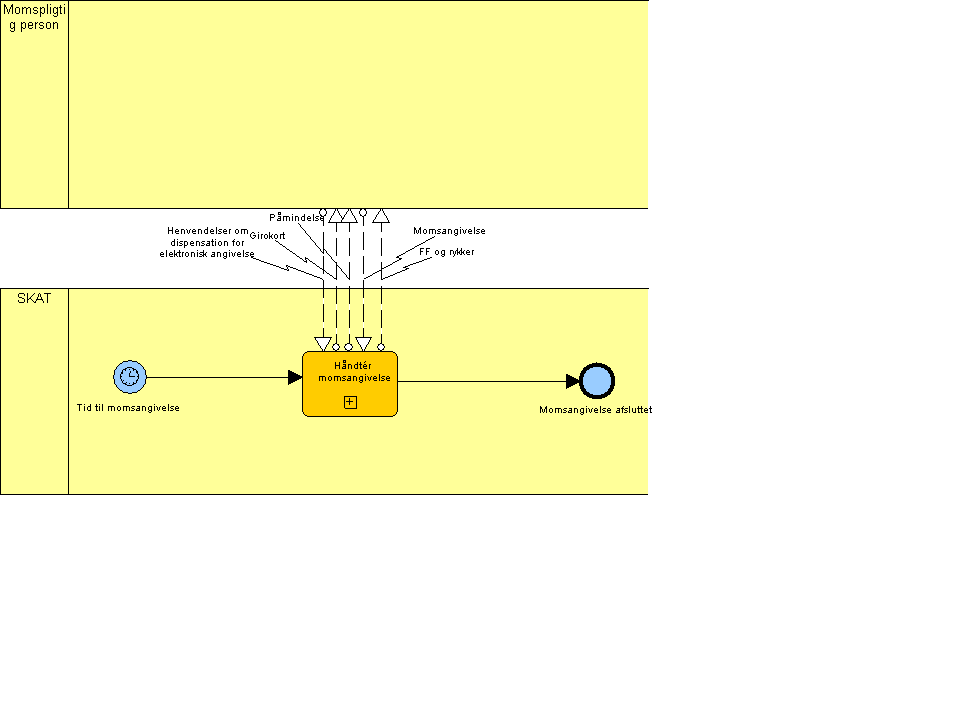 Momspligti
g person
Påmindelse
Henvendelser om
dispensation for
elektronisk angivelse
Girokort
Momsangivelse
FF og rykker
SKAT
Håndtér
momsangivelse
Tid til momsangivelse
Momsangivelse afsluttet